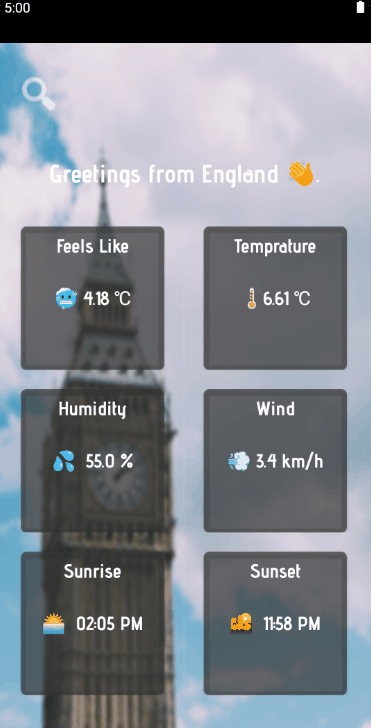 5:00
Greetings from England 👋.
Feels Like
🥶 4.18 °C
Temprature
🌡️ 6.61 °C
Humidity
💦 55.0 %
Wind
💨 3.4 km/h
Sunrise
🌅 02:05 PM
Sunset
🌇 11:58 PM